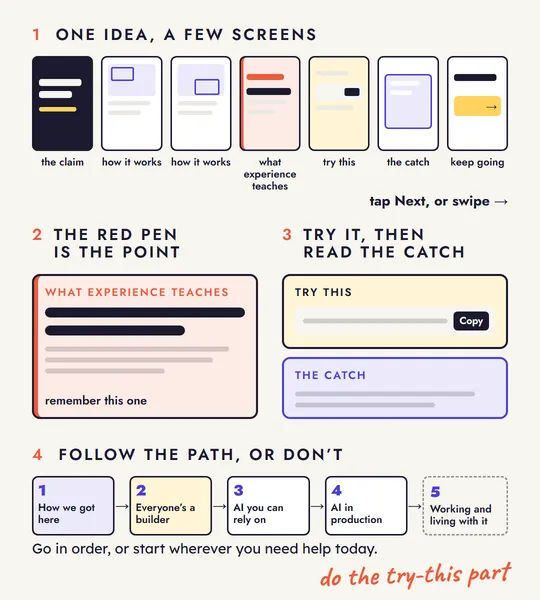 1 ONE IDEA, A FEW SCREENS
→
the claim
how it works
how it works
what
experience
teaches
try this
the catch
keep going
tap Next, or swipe →
2 THE RED PEN
IS THE POINT
WHAT EXPERIENCE TEACHES
remember this one
3 TRY IT, THEN
READ THE CATCH
TRY THIS
Copy
THE CATCH
4 FOLLOW THE PATH, OR DON’T
1
How we got
here
→
2
Everyone’s a
builder
→
3
AI you can
rely on
→
4
AI in
production
→
5
Working and
living with it
Go in order, or start wherever you need help today.
do the try-this part